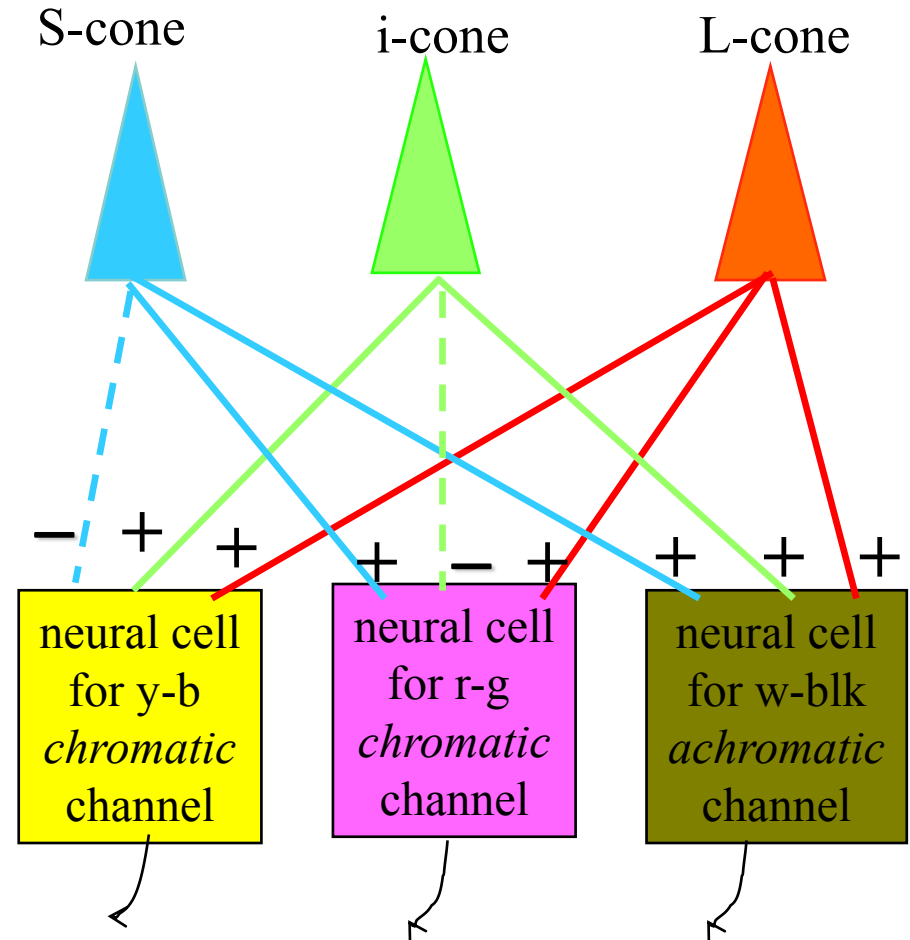 S-cone i-cone L-cone
− + + + − + + + +
neural cell
for y-b
chromatic
channel
neural cell
for r-g
chromatic
channel
neural cell
for w-blk
achromatic
channel